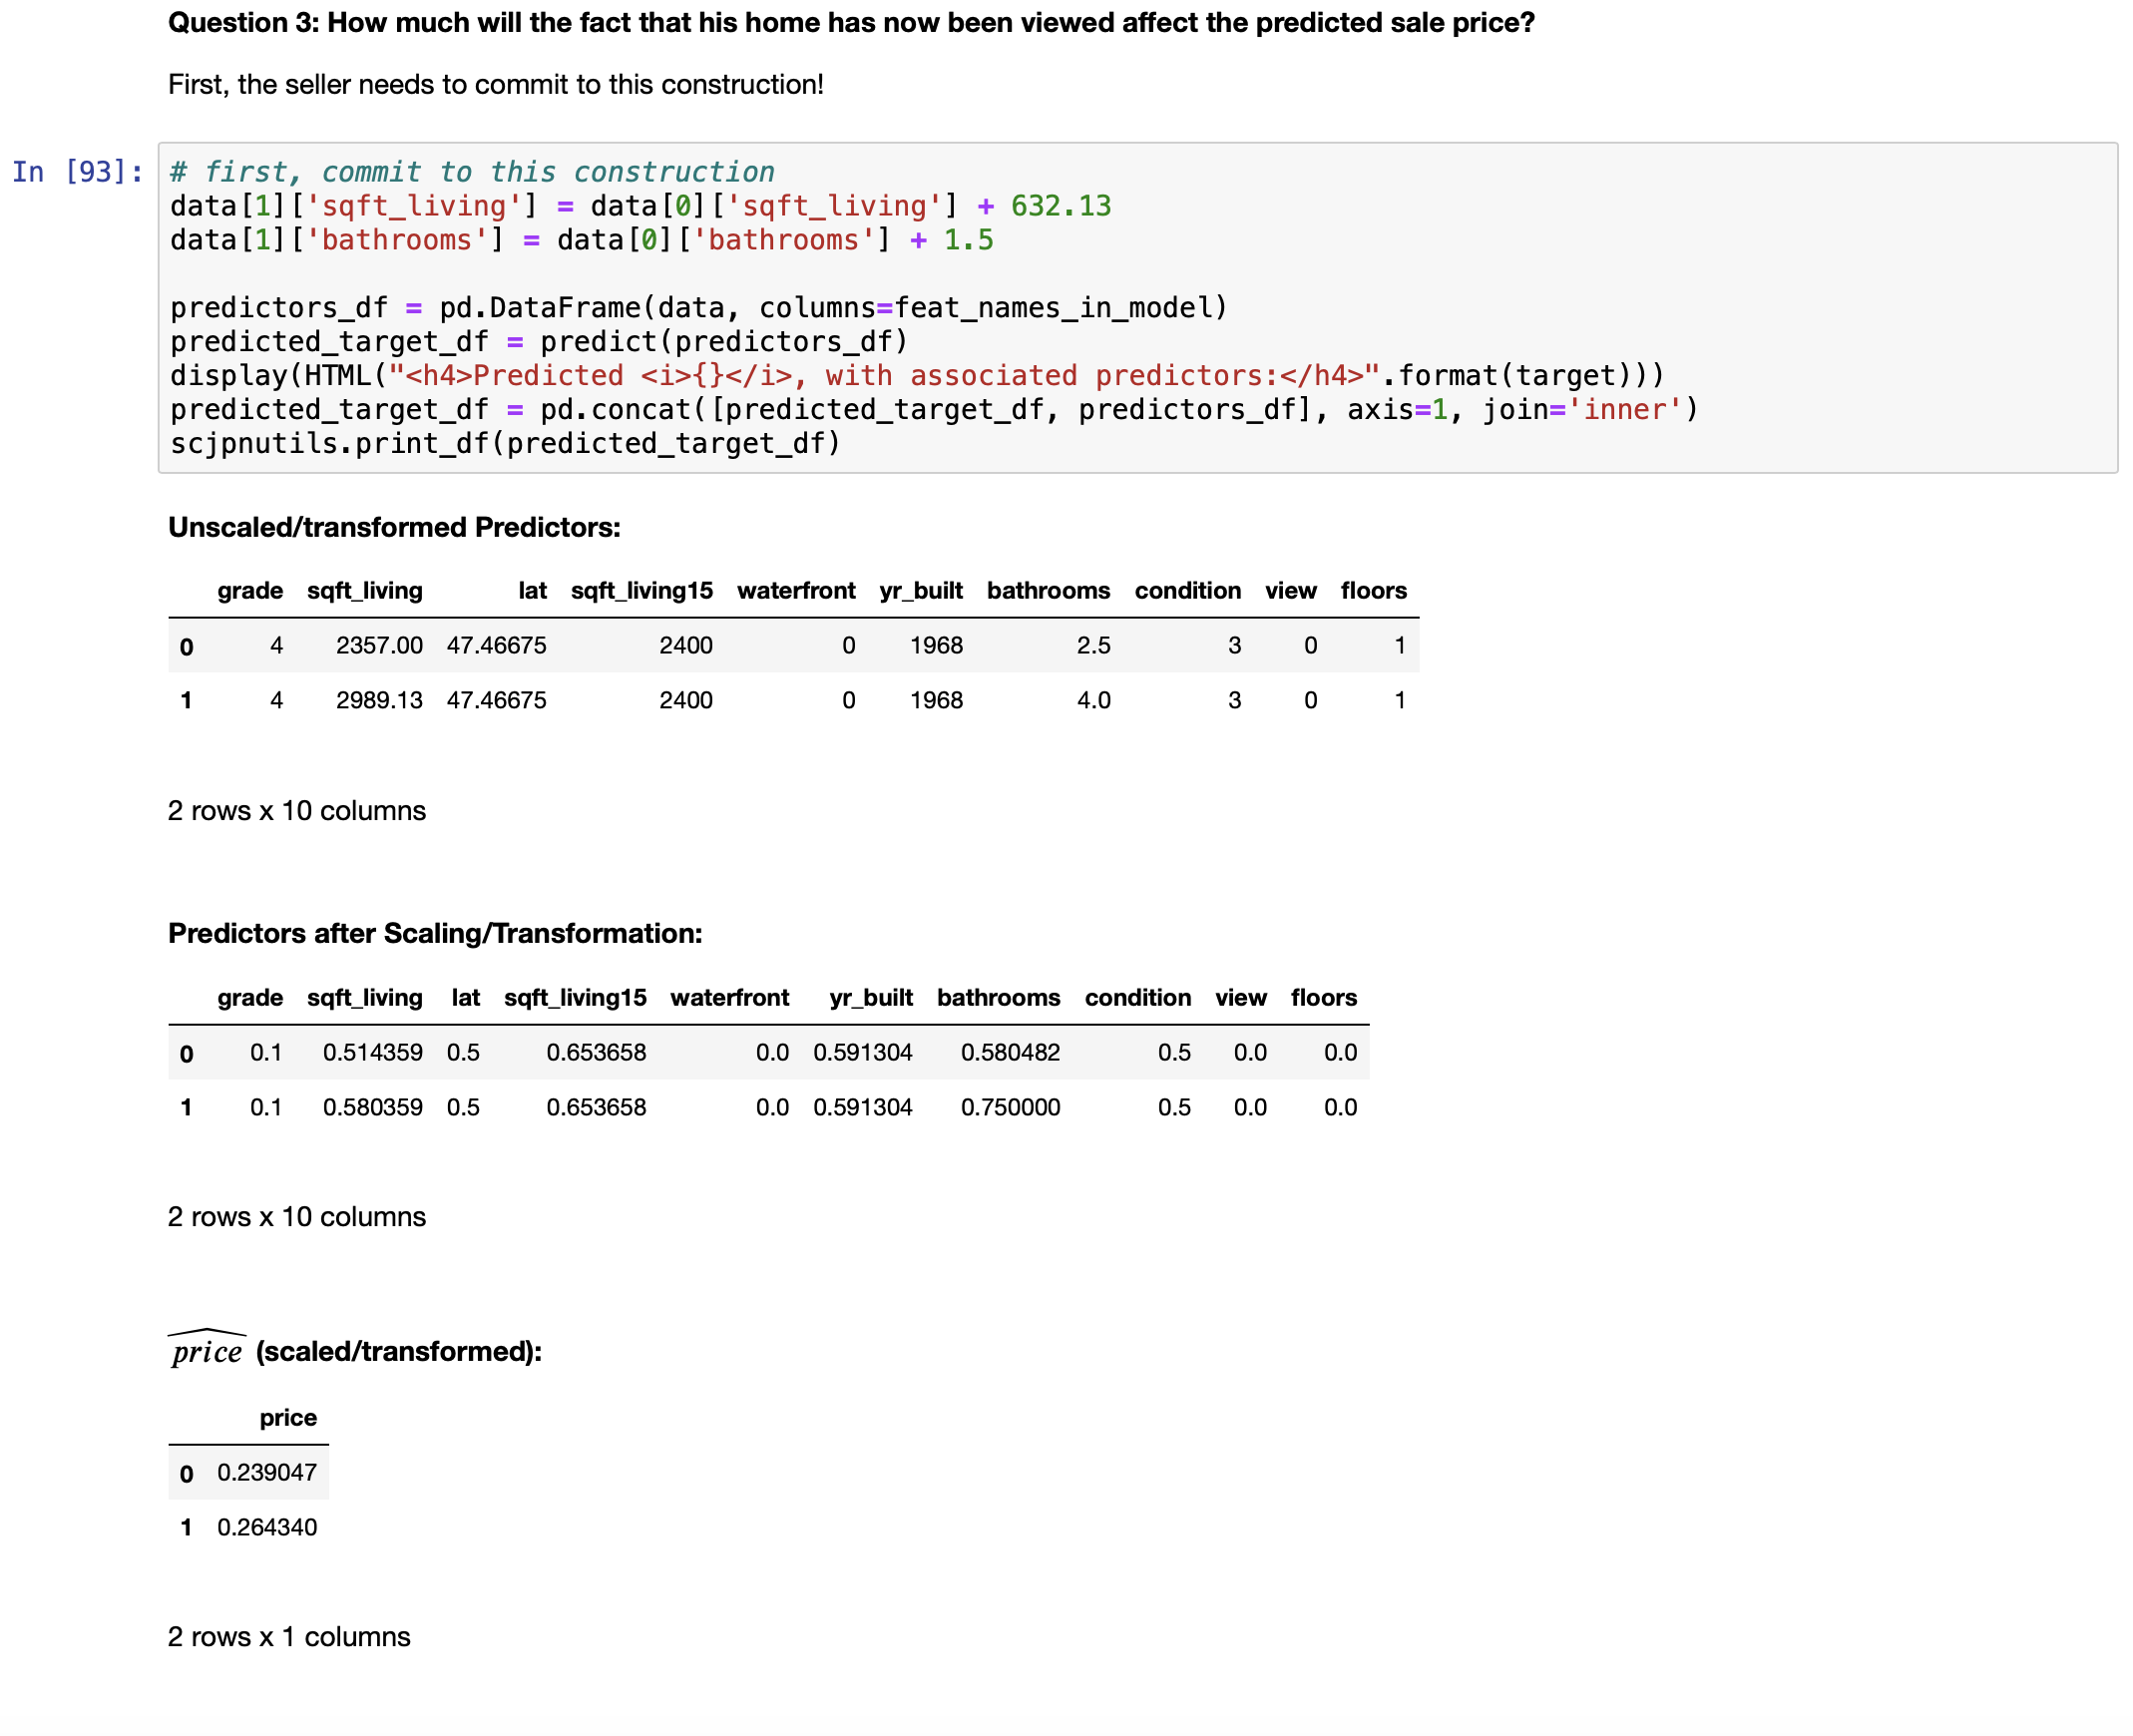 Question 3: How much will the fact that his home has now been viewed affect the predicted sale price?
First, the seller needs to commit to this construction!
In [93]:
# first, commit to this construction
data[1]['sqft_living'] = data[0]['sqft_living'] + 632.13
data[1]['bathrooms'] = data[0]['bathrooms'] + 1.5
predictors_df = pd.DataFrame(data, columns=feat_names_in_model)
predicted_target_df = predict(predictors_df)
display(HTML("<h4>Predicted <i>{}</i>, with associated predictors:</h4>".format(target)))
predicted_target_df = pd.concat([predicted_target_df, predictors_df], axis=1, join='inner')
scjpnutils.print_df(predicted_target_df)
Unscaled/transformed Predictors:
grade sqft_living lat sqft_living15 waterfront yr_built bathrooms condition view floors
0 4 2357.00 47.46675 2400 0 1968 2.5 3 0 1
1 4 2989.13 47.46675 2400 0 1968 4.0 3 0 1
2 rows x 10 columns
Predictors after Scaling/Transformation:
grade sqft_living lat sqft_living15 waterfront yr_built bathrooms condition view floors
0 0.1 0.514359 0.5 0.653658 0.0 0.591304 0.580482 0.5 0.0 0.0
1 0.1 0.580359 0.5 0.653658 0.0 0.591304 0.750000 0.5 0.0 0.0
2 rows x 10 columns
price (scaled/transformed):
price
0 0.239047
1 0.264340
2 rows x 1 columns